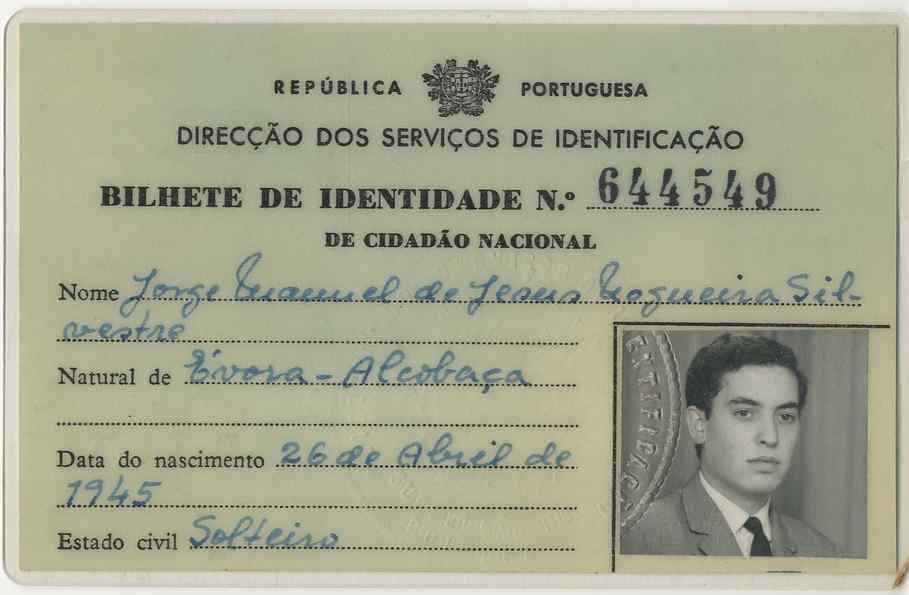 REPÚBLICA PORTUGUESA
DIRECÇÃO DOS SERVIÇOS DE IDENTIFICAÇÃO
BILHETE DE IDENTIDADE N.º 644549
DE CIDADÃO NACIONAL
Nome Jorge Manuel de Jesus Nogueira Sil-
vestre
Natural de Évora - Alcobaça
Data do nascimento 26 de Abril de
1945
Estado civil Solteiro